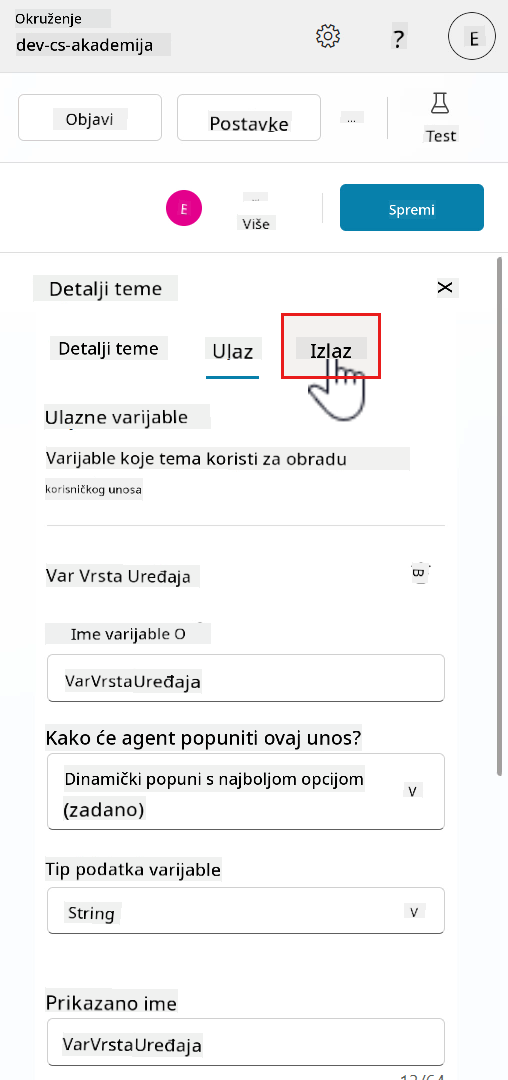 Okruženje
dev-cs-akademija
?
E
Objavi
Postavke
...
Test
E
...
Više
Spremi
Detalji teme
Detalji teme
Ulaz
Izlaz
Ulazne varijable
Varijable koje tema koristi za obradu
korisničkog unosa
Var Vrsta Uređaja
Ime varijable O
VarVrstaUređaja
Kako će agent popuniti ovaj unos?
Dinamički popuni s najboljom opcijom
(zadano)
v
Tip podatka varijable
String
v
Prikazano ime
VarVrstaUređaja